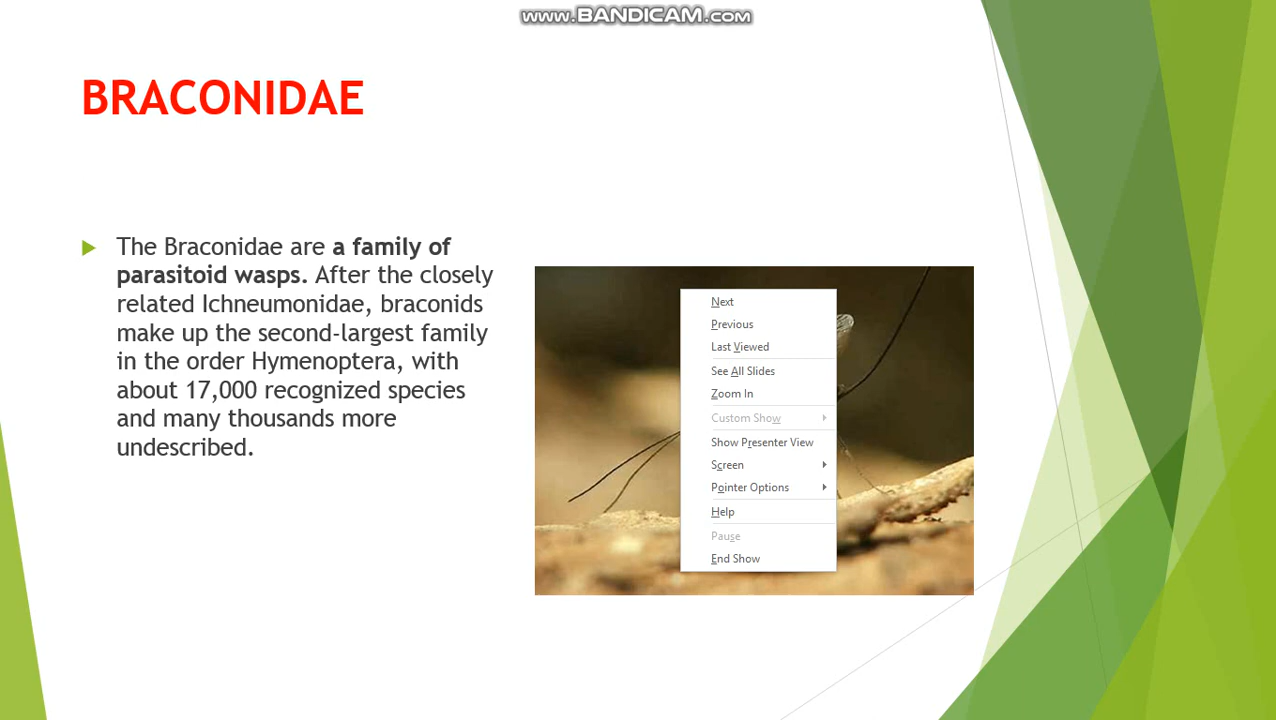 www.BANDICAM.com
BRACONIDAE
The Braconidae are a family of
parasitoid wasps. After the closely
related Ichneumonidae, braconids
make up the second-largest family
in the order Hymenoptera, with
about 17,000 recognized species
and many thousands more
undescribed.
Next
Previous
Last Viewed
See All Slides
Zoom In
Custom Show
Show Presenter View
Screen
Pointer Options
Help
Pause
End Show